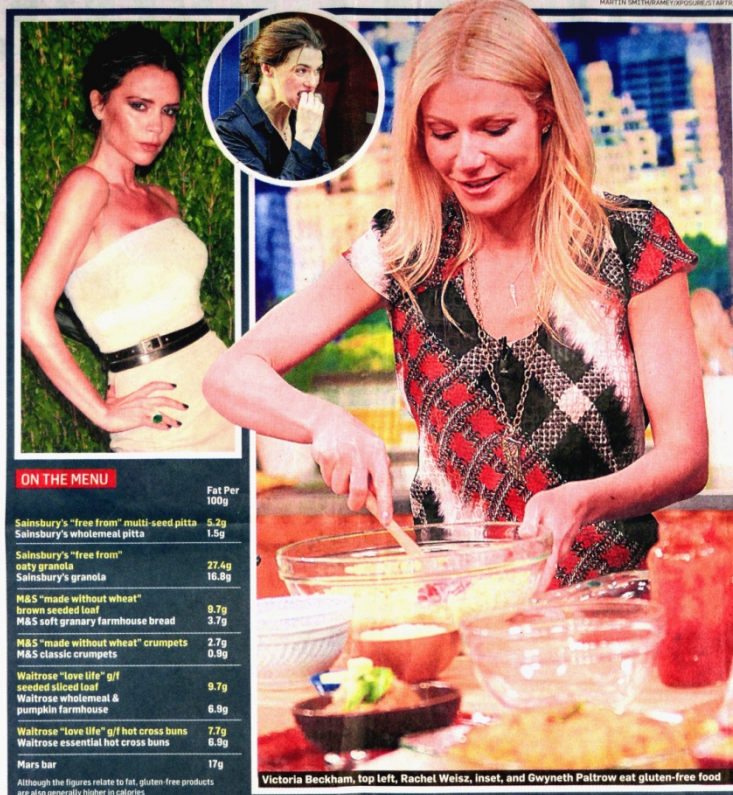 MARTIN SMITH/RAMEY/XPOSURE/STARTR
ON THE MENU
Fat Per
100g
Sainsbury's "free from" multi-seed pitta 5.2g
Sainsbury's wholemeal pitta 1.5g
Sainsbury's "free from"
oaty granola 27.4g
Sainsbury's granola 16.8g
M&S "made without wheat"
brown seeded loaf 9.7g
M&S soft granary farmhouse bread 3.7g
M&S "made without wheat" crumpets 2.7g
M&S classic crumpets 0.9g
Waitrose "love life" g/f
seeded sliced loaf 9.7g
Waitrose wholemeal &
pumpkin farmhouse 6.9g
Waitrose "love life" g/f hot cross buns 7.7g
Waitrose essential hot cross buns 6.9g
Mars bar 17g
Although the figures relate to fat, gluten-free products
are also generally higher in calories
Victoria Beckham, top left, Rachel Weisz, inset, and Gwyneth Paltrow eat gluten-free food